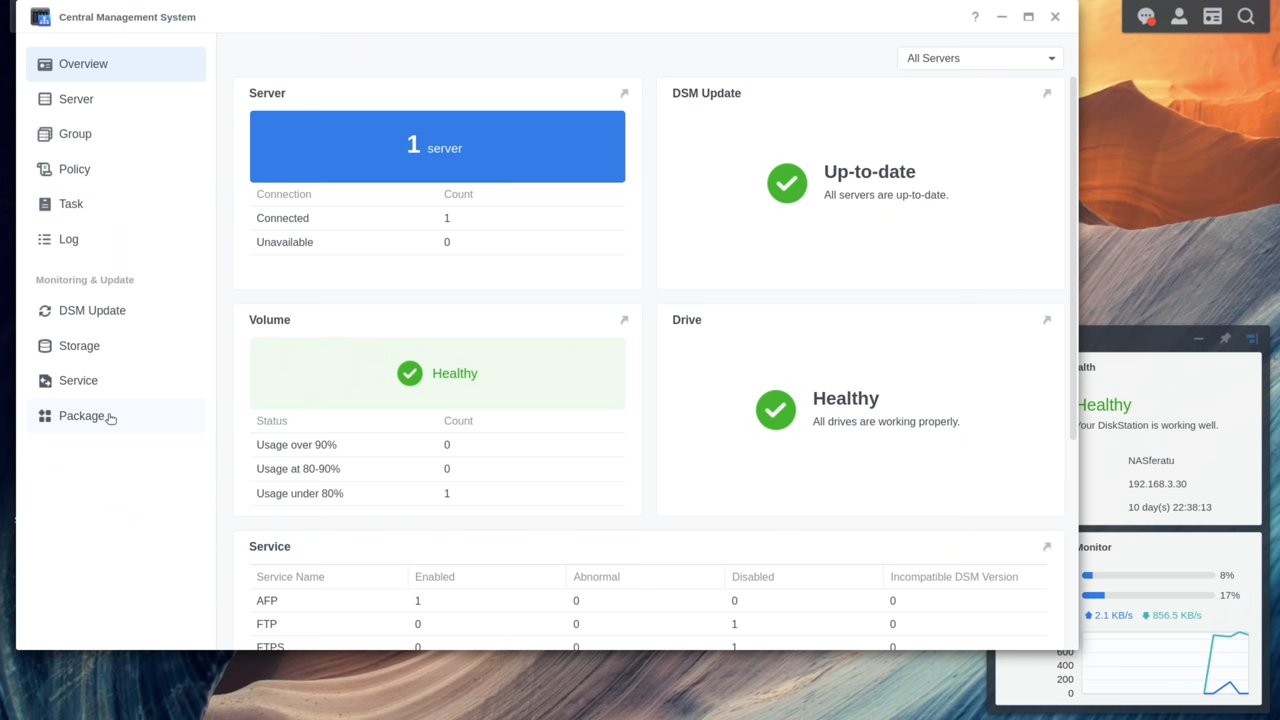 Central Management System
?
Overview
Server
Group
Policy
Task
Log
Monitoring & Update
DSM Update
Storage
Service
Package
All Servers
Server
1 server
Connection Count
Connected 1
Unavailable 0
DSM Update
Up-to-date
All servers are up-to-date.
Volume
Healthy
Status Count
Usage over 90% 0
Usage at 80-90% 0
Usage under 80% 1
Drive
Healthy
All drives are working properly.
Service
Service Name Enabled Abnormal Disabled Incompatible DSM Version
AFP 1 0 0 0
FTP 0 0 1 0
FTPS 0 0 1 0
alth
Healthy
Your DiskStation is working well.
NASferatu
192.168.3.30
10 day(s) 22:38:13
Monitor
8%
17%
2.1 KB/s 856.5 KB/s
600
400
200
0